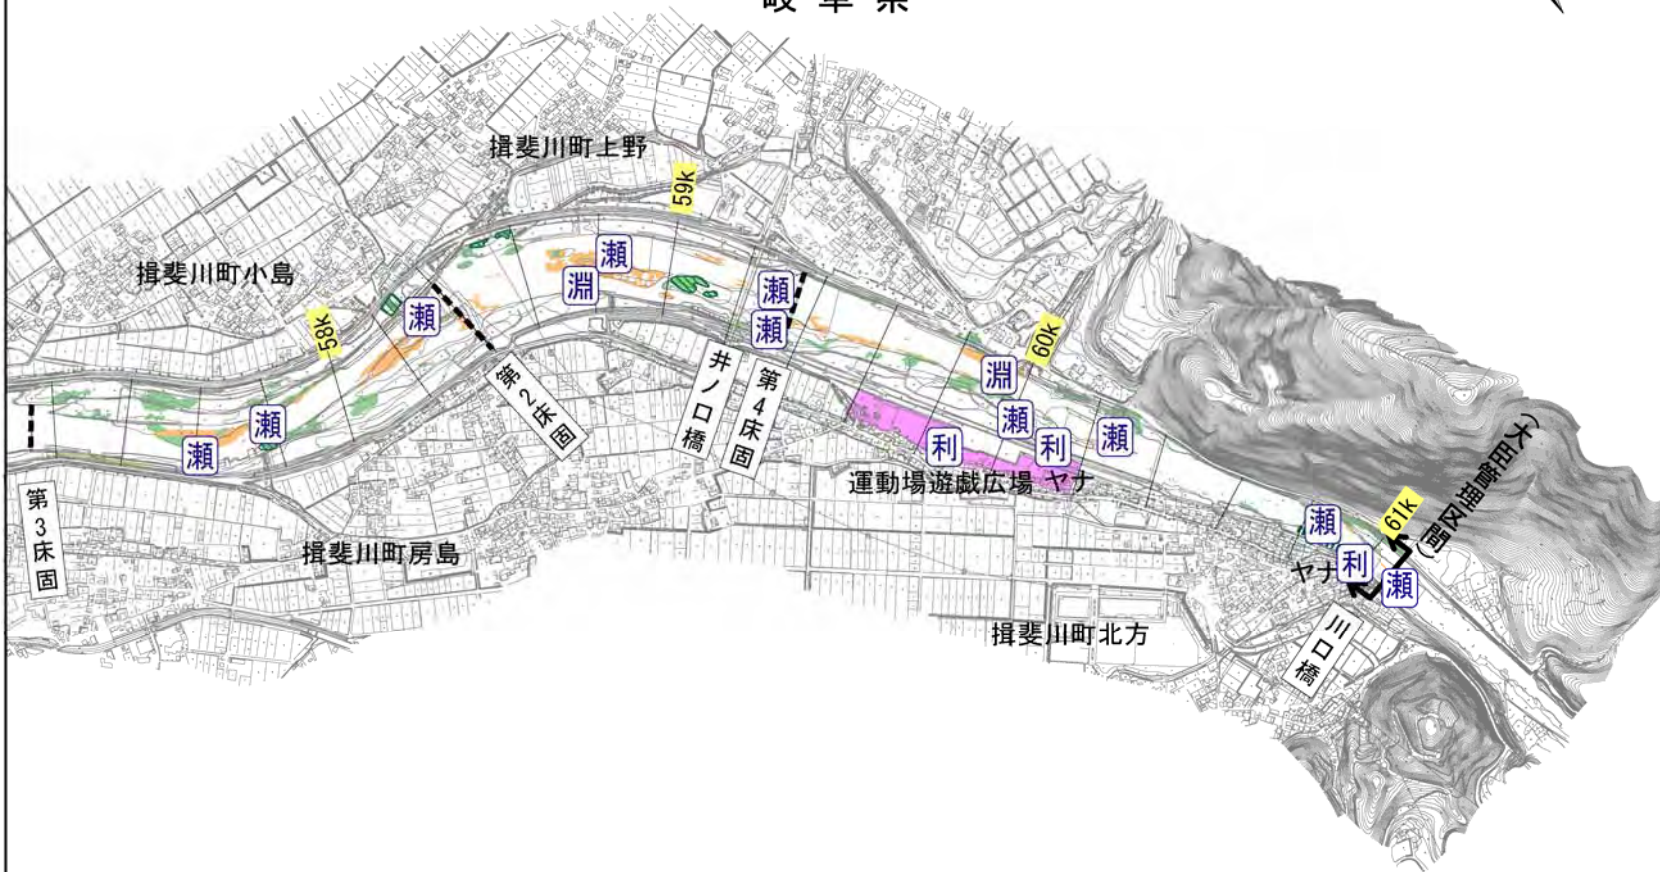 岐阜県
揖斐川町上野
59k
揖斐川町小島
瀬
淵
瀬
瀬
58k
瀬
瀬
瀬
第2床固
井ノ口橋
第4床固
60k
淵
瀬
利
利
瀬
運動場遊戯広場 ヤナ
第3床固
揖斐川町房島
(大臣管理区間)
61k
瀬
ヤナ
利
瀬
揖斐川町北方
川口橋